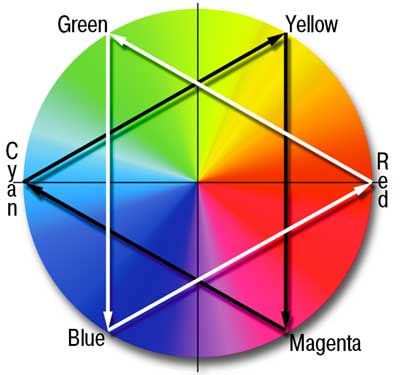 Green
Yellow
Cyan
Red
Blue
Magenta